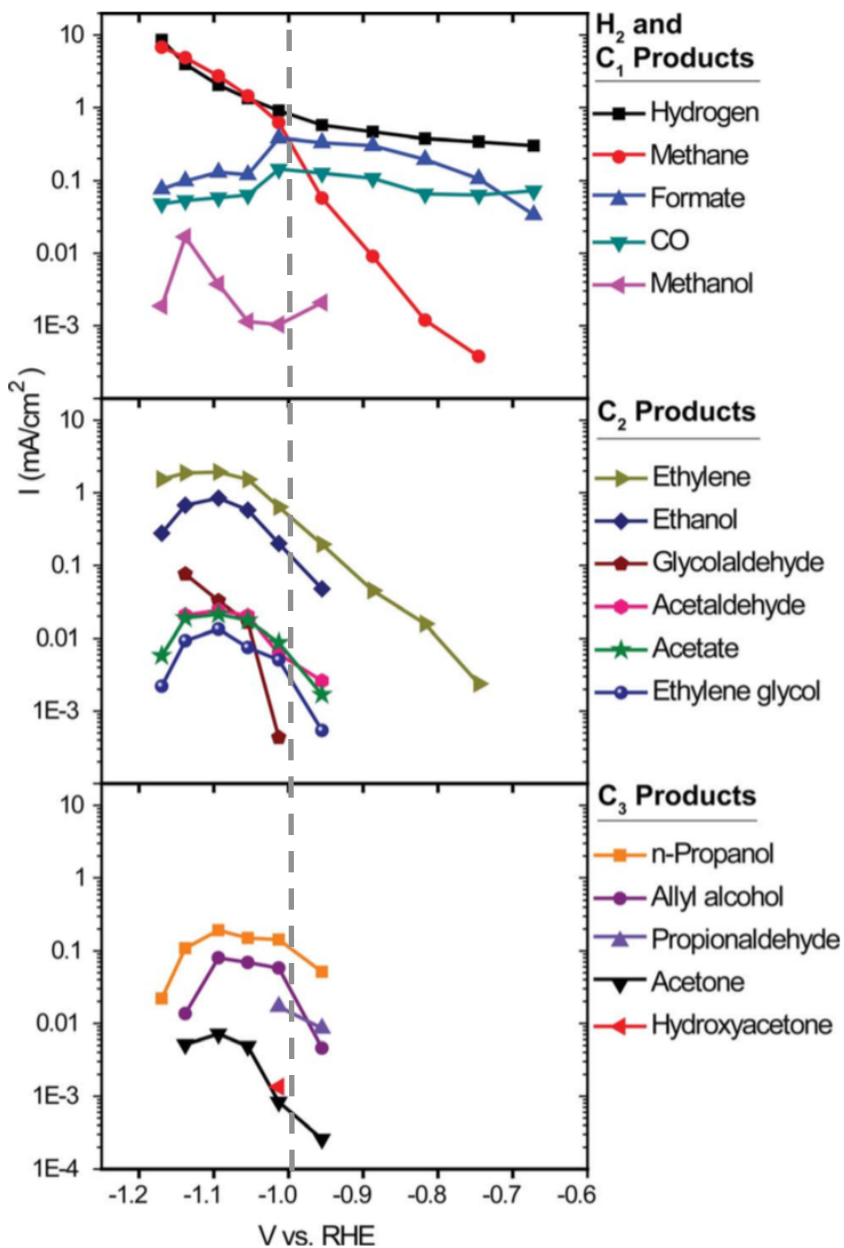 H₂ and
C₁ Products
Hydrogen
Methane
Formate
CO
Methanol
10
1
0.1
0.01
1E-3
C₂ Products
Ethylene
Ethanol
Glycolaldehyde
Acetaldehyde
Acetate
Ethylene glycol
10
1
0.1
0.01
1E-3
I (mA/cm²)
C₃ Products
n-Propanol
Allyl alcohol
Propionaldehyde
Acetone
Hydroxyacetone
10
1
0.1
0.01
1E-3
1E-4
-1.2 -1.1 -1.0 -0.9 -0.8 -0.7 -0.6
V vs. RHE